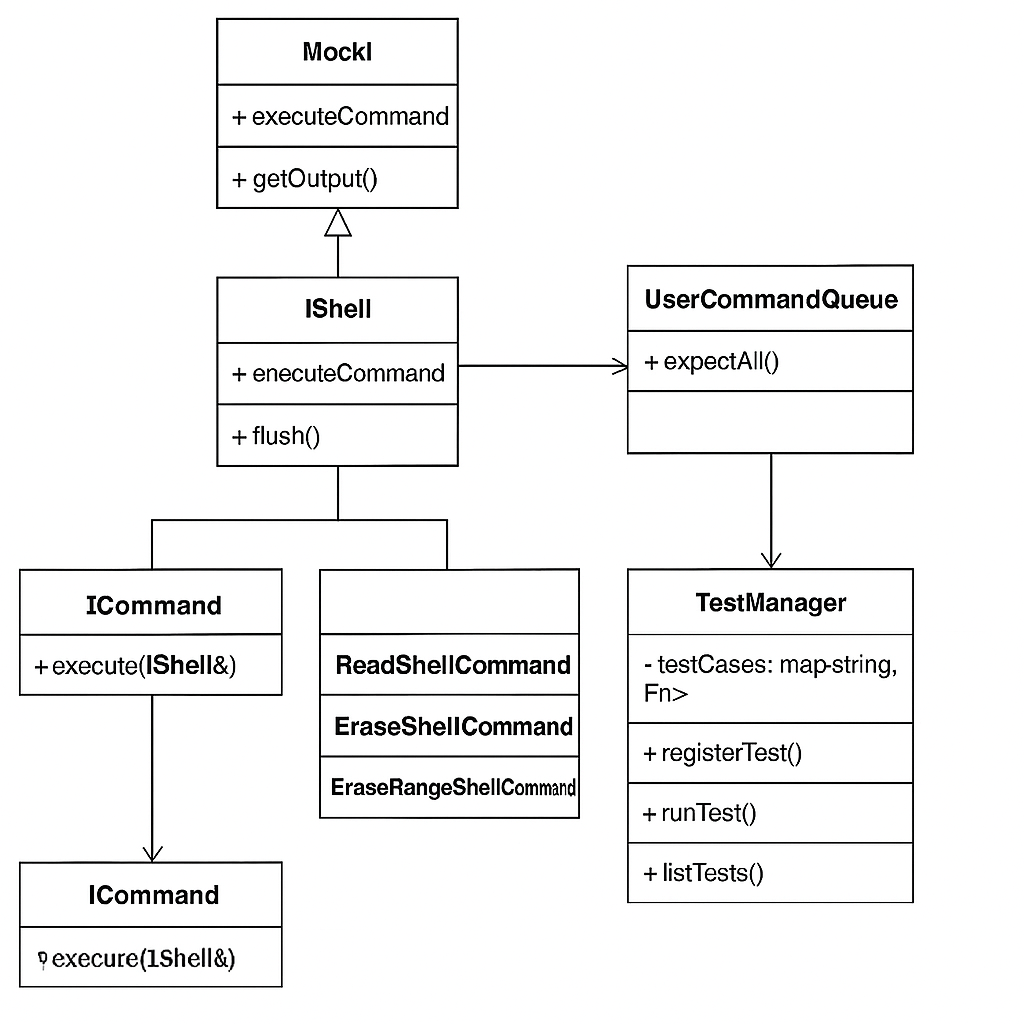 MockI
+ executeCommand
+ getOutput()
IShell
+ enecuteCommand
+ flush()
UserCommandQueue
+ expectAll()
ICommand
+ execute(IShell&)
ReadShellCommand
EraseShellCommand
EraseRangeShellCommand
TestManager
- testCases: map-string,
Fn>
+ registerTest()
+ runTest()
+ listTests()
ICommand
execure(1Shell&)